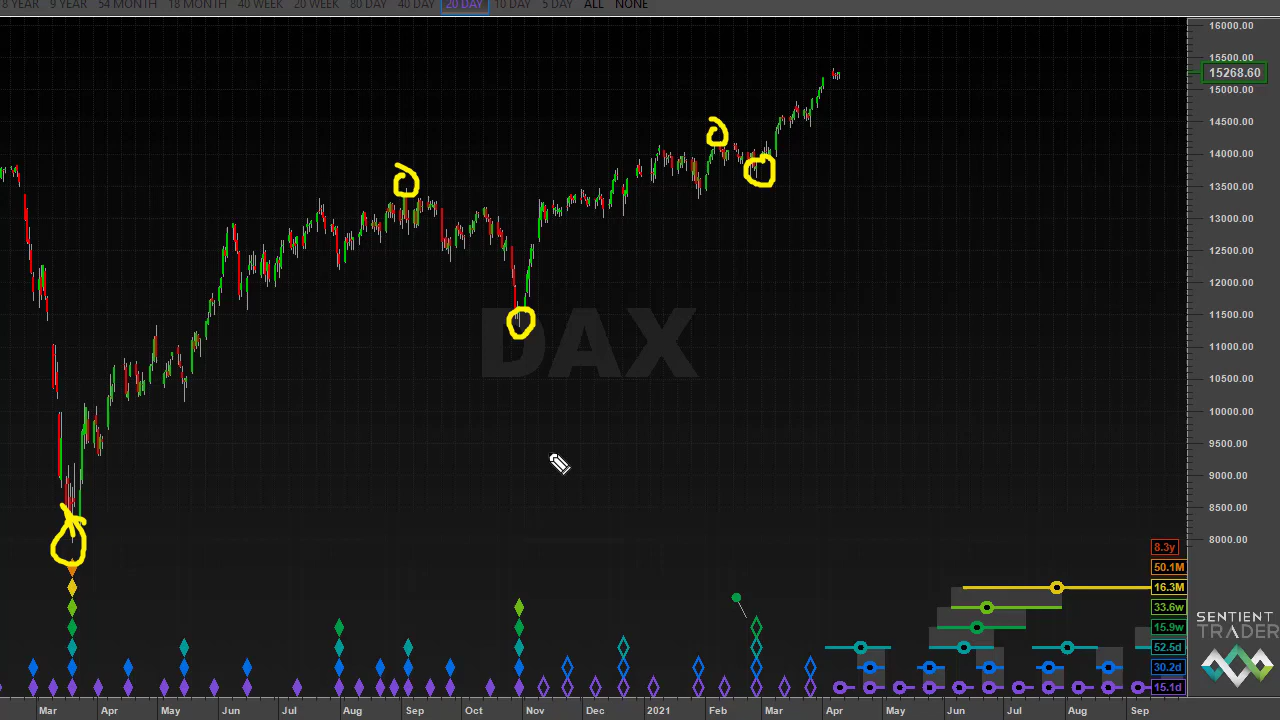 8 YEAR 9 YEAR 54 MONTH 18 MONTH 40 WEEK 20 WEEK 80 DAY 40 DAY 20 DAY 10 DAY 5 DAY ALL NONE
16000.00
15500.00
15268.60
15000.00
14500.00
14000.00
13500.00
13000.00
12500.00
12000.00
11500.00
11000.00
10500.00
10000.00
9500.00
9000.00
8500.00
8000.00
DAX
8.3y
50.1M
16.3M
33.6w
15.9w
52.5d
30.2d
15.1d
SENTIENT
TRADER
Mar Apr May Jun Jul Aug Sep Oct Nov Dec 2021 Feb Mar Apr May Jun Jul Aug Sep